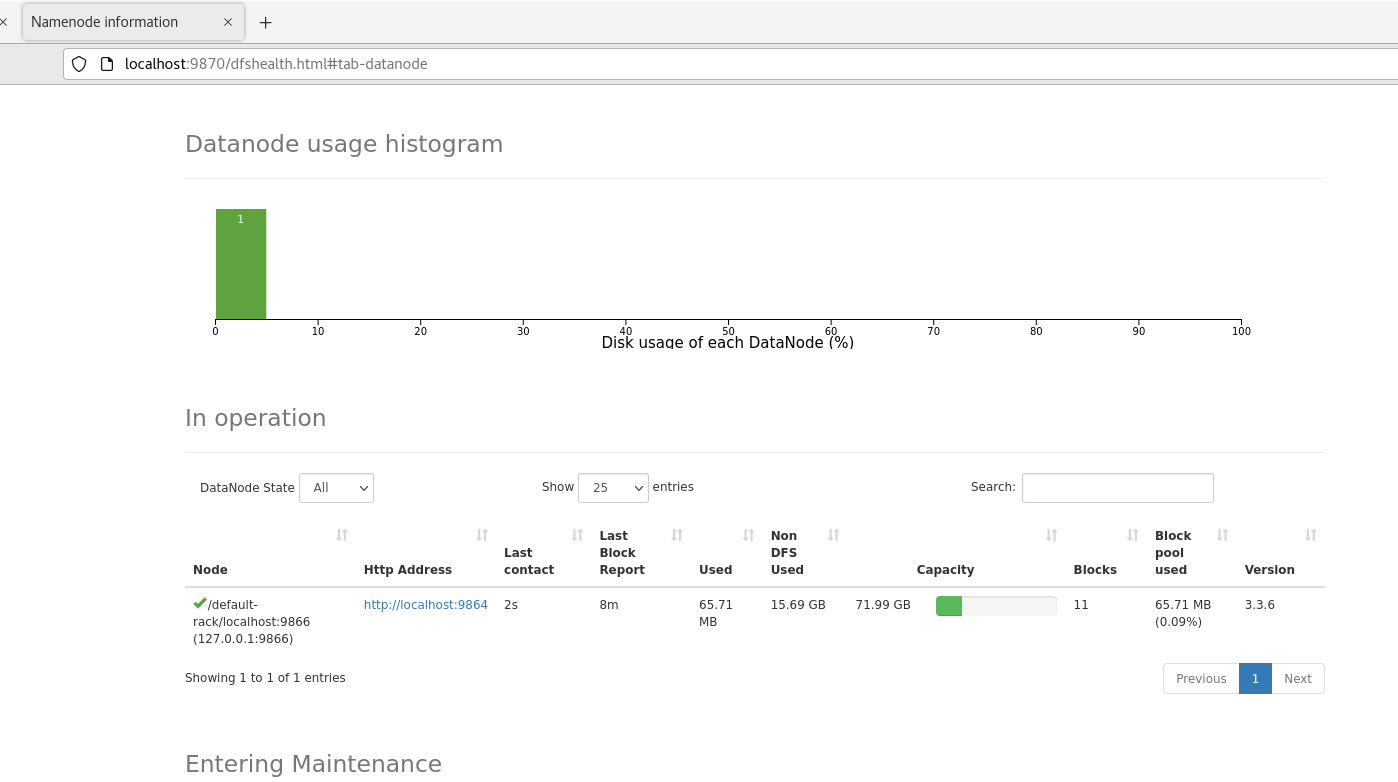 Namenode information
localhost:9870/dfshealth.html#tab-datanode
Datanode usage histogram
1
0 10 20 30 40 50 60 70 80 90 100
Disk usage of each DataNode (%)
In operation
DataNode State All Show 25 entries Search:
Node Http Address Last contact Last Block Report Used Non DFS Used Capacity Blocks Block pool used Version
/default- http://localhost:9864 2s 8m 65.71 15.69 GB 71.99 GB 11 65.71 MB 3.3.6
rack/localhost:9866 MB (0.09%)
(127.0.0.1:9866)
Showing 1 to 1 of 1 entries Previous 1 Next
Entering Maintenance